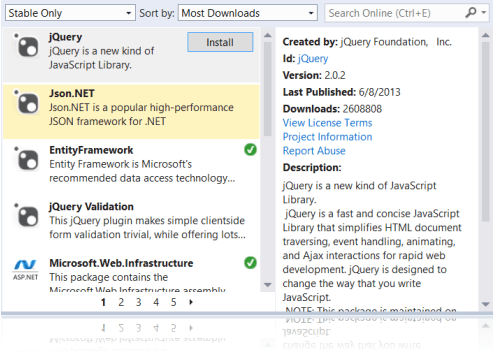 Stable Only
Sort by: Most Downloads
Search Online (Ctrl+E)
jQuery
Install
jQuery is a new kind of
JavaScript Library.
Json.NET
Json.NET is a popular high-performance
JSON framework for .NET
EntityFramework
Entity Framework is Microsoft's
recommended data access technology...
jQuery Validation
This jQuery plugin makes simple clientside
form validation trivial, while offering lots...
ASP.NET
Microsoft.Web.Infrastructure
This package contains the
Microsoft.Web.Infrastructure assembly
1 2 3 4 5
Created by: jQuery Foundation, Inc.
Id: jQuery
Version: 2.0.2
Last Published: 6/8/2013
Downloads: 2608808
View License Terms
Project Information
Report Abuse
Description:
jQuery is a new kind of JavaScript
Library.
jQuery is a fast and concise JavaScript
Library that simplifies HTML document
traversing, event handling, animating,
and Ajax interactions for rapid web
development. jQuery is designed to
change the way that you write
JavaScript.
NOTE: This package is maintained on